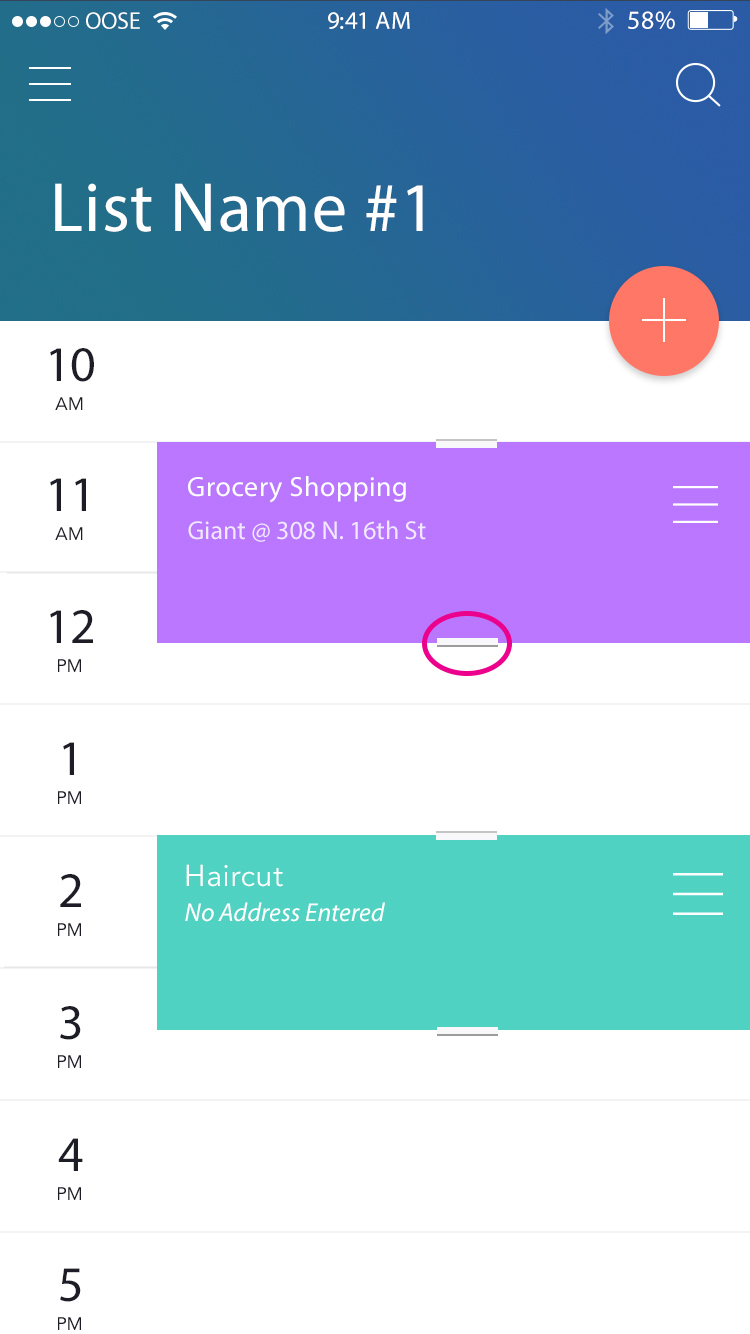 OOSE 9:41 AM 58%
List Name #1
10
AM
11
AM
Grocery Shopping
Giant @ 308 N. 16th St
12
PM
1
PM
2
PM
Haircut
No Address Entered
3
PM
4
PM
5
PM